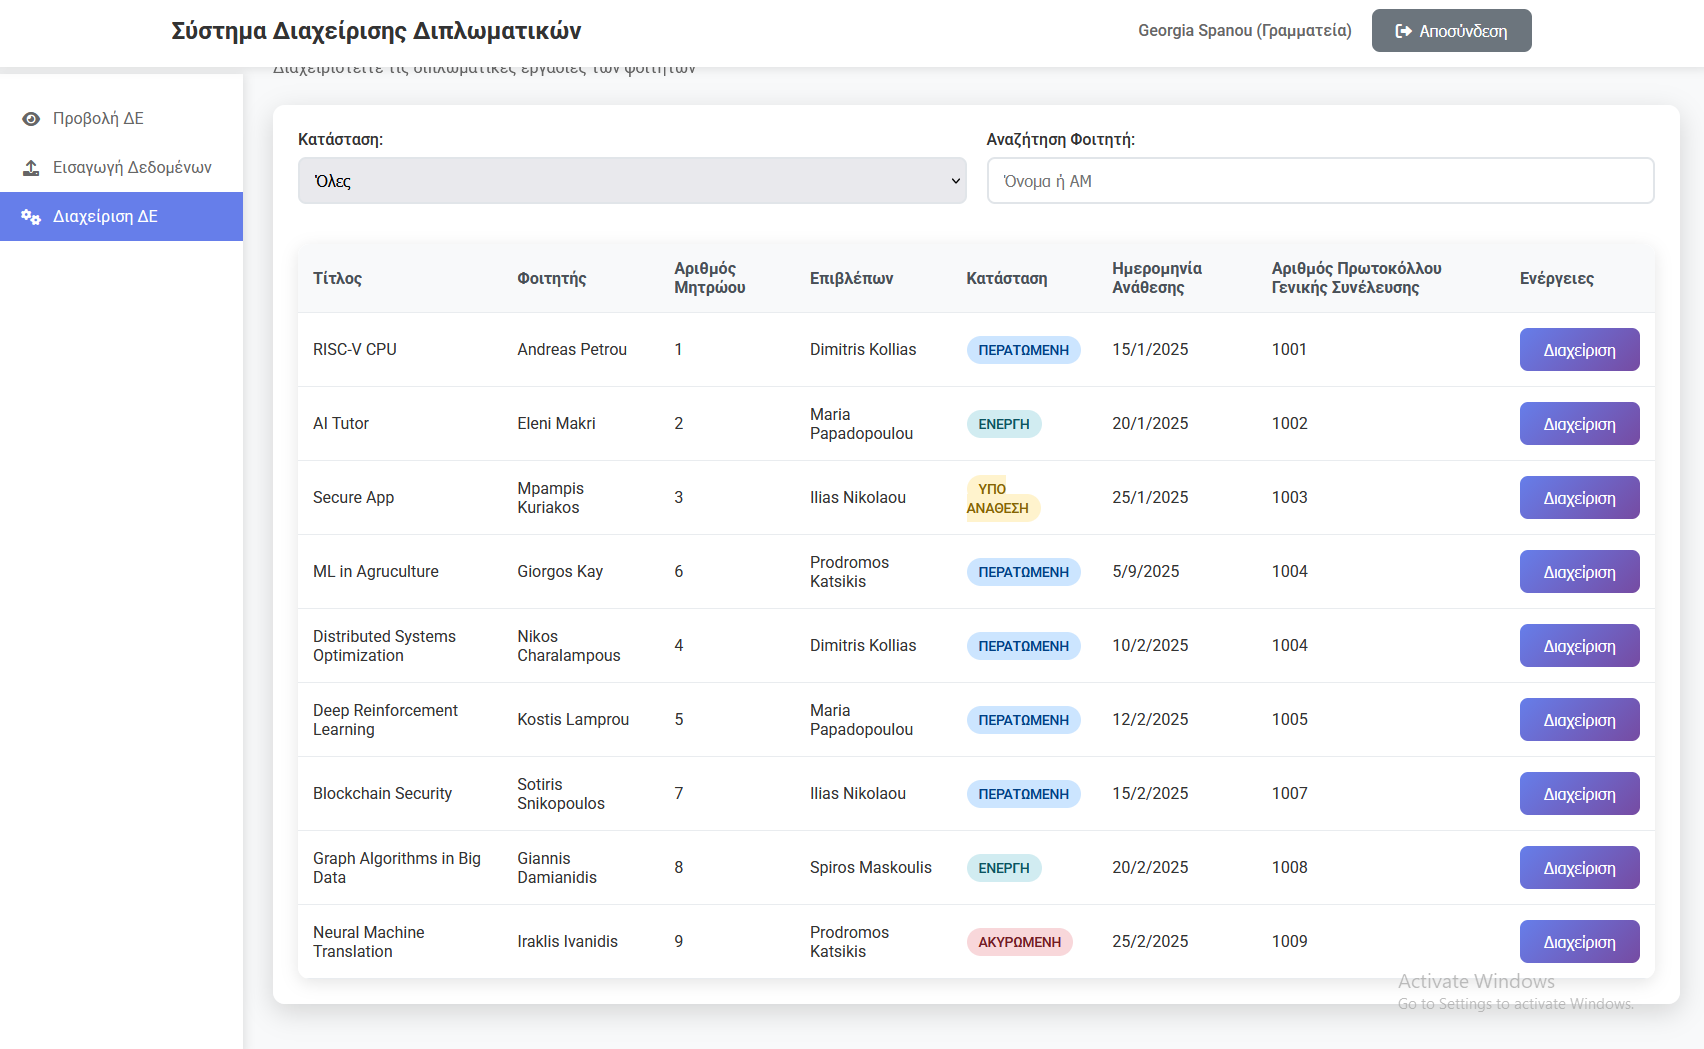 Σύστημα Διαχείρισης Διπλωματικών
Georgia Spanou (Γραμματεία)
Αποσύνδεση
Διαχειριστείτε τις διπλωματικές εργασίες των φοιτητών
Προβολή ΔΕ
Εισαγωγή Δεδομένων
Διαχείριση ΔΕ
Κατάσταση:
Αναζήτηση Φοιτητή:
Όλες
Όνομα ή ΑΜ
Τίτλος
Φοιτητής
Αριθμός
Μητρώου
Επιβλέπων
Κατάσταση
Ημερομηνία
Ανάθεσης
Αριθμός Πρωτοκόλλου
Γενικής Συνέλευσης
Ενέργειες
RISC-V CPU
Andreas Petrou
1
Dimitris Kollias
ΠΕΡΑΤΩΜΕΝΗ
15/1/2025
1001
Διαχείριση
AI Tutor
Eleni Makri
2
Maria
Papadopoulou
ΕΝΕΡΓΗ
20/1/2025
1002
Διαχείριση
Secure App
Mpampis
Kuriakos
3
Ilias Nikolaou
ΥΠΟ
ΑΝΑΘΕΣΗ
25/1/2025
1003
Διαχείριση
ML in Agruculture
Giorgos Kay
6
Prodromos
Katsikis
ΠΕΡΑΤΩΜΕΝΗ
5/9/2025
1004
Διαχείριση
Distributed Systems
Optimization
Nikos
Charalampous
4
Dimitris Kollias
ΠΕΡΑΤΩΜΕΝΗ
10/2/2025
1004
Διαχείριση
Deep Reinforcement
Learning
Kostis Lamprou
5
Maria
Papadopoulou
ΠΕΡΑΤΩΜΕΝΗ
12/2/2025
1005
Διαχείριση
Blockchain Security
Sotiris
Snikopoulos
7
Ilias Nikolaou
ΠΕΡΑΤΩΜΕΝΗ
15/2/2025
1007
Διαχείριση
Graph Algorithms in Big
Data
Giannis
Damianidis
8
Spiros Maskoulis
ΕΝΕΡΓΗ
20/2/2025
1008
Διαχείριση
Neural Machine
Translation
Iraklis Ivanidis
9
Prodromos
Katsikis
ΑΚΥΡΩΜΕΝΗ
25/2/2025
1009
Διαχείριση
Activate Windows
Go to Settings to activate Windows.